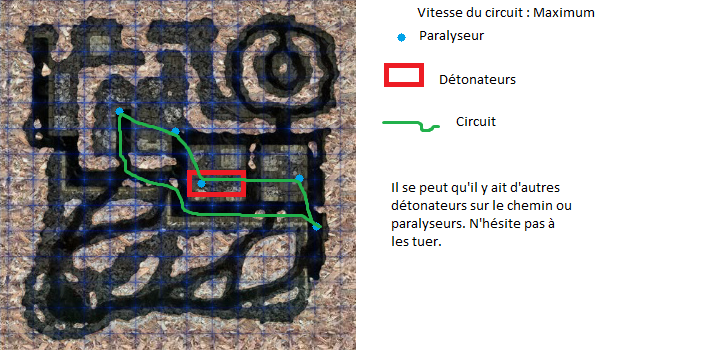 Vitesse du circuit : Maximum
Paralyseur
Détonateurs
Circuit
Il se peut qu'il y ait d'autres
détonateurs sur le chemin ou
paralyseurs. N'hésite pas à
les tuer.